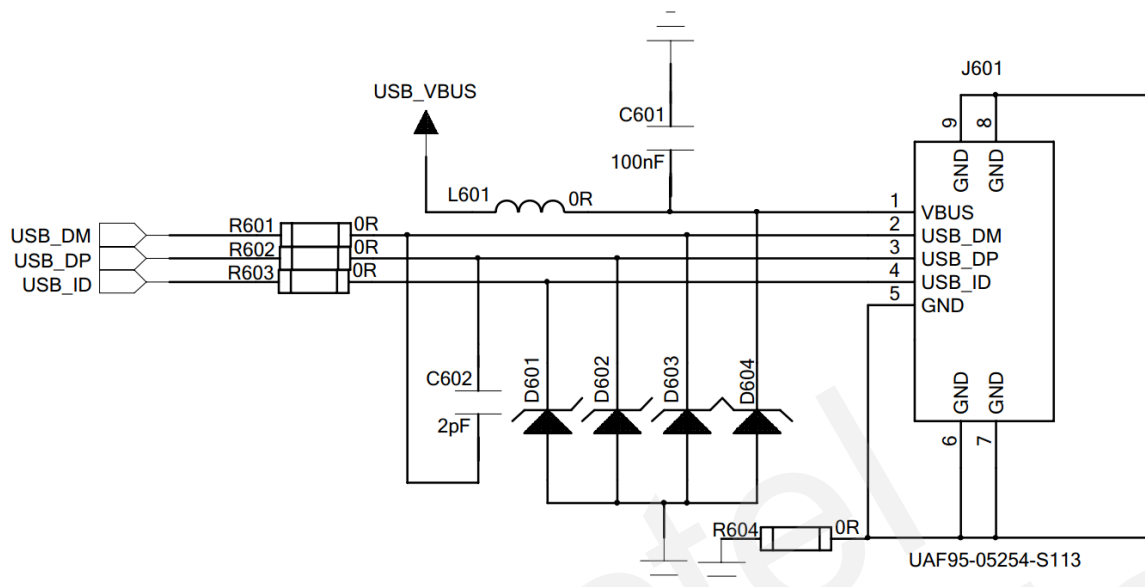 J601
USB_VBUS
C601
100nF
9
8
GND
GND
L601
0R
1
VBUS
USB_DM
R601
0R
2
USB_DM
USB_DP
R602
0R
3
USB_DP
USB_ID
R603
0R
4
USB_ID
5
GND
C602
2pF
D601
D602
D603
D604
GND
GND
6
7
R604
0R
UAF95-05254-S113